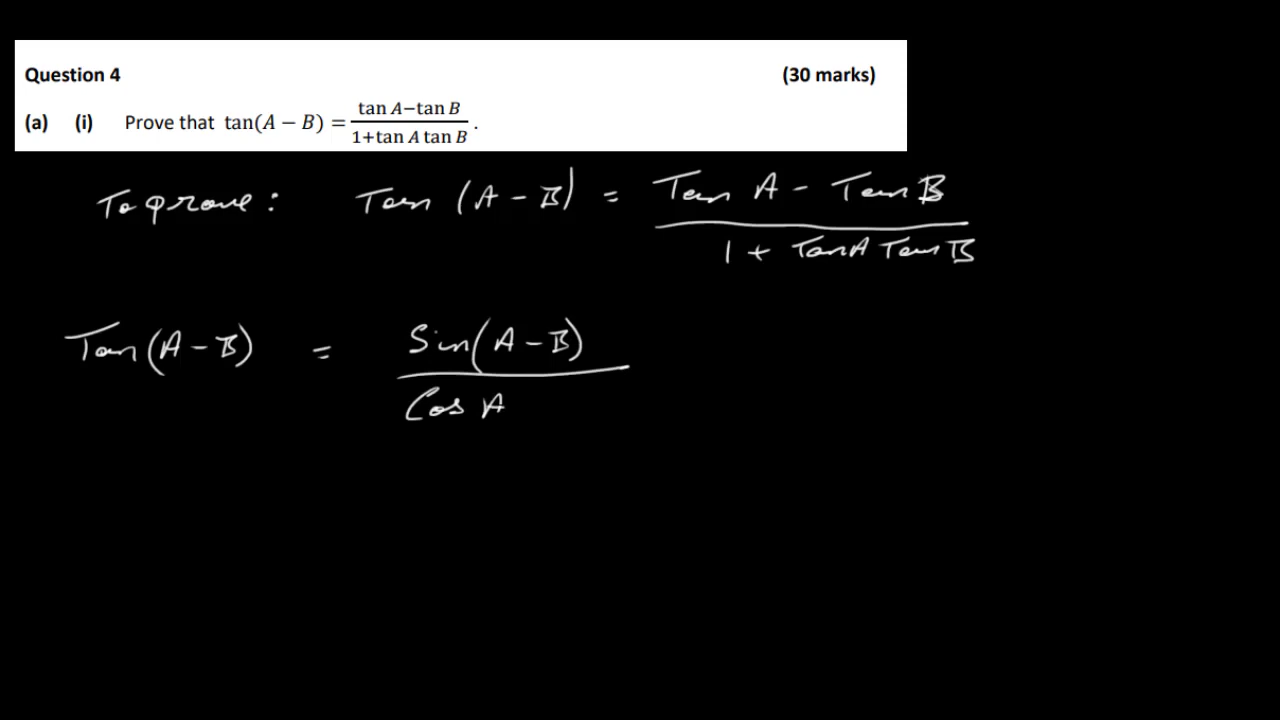 Question 4 (30 marks)
(a) (i) Prove that tan(A − B) = (tan A−tan B)/(1+tan A tan B) .
To prove : Tan (A - B) = (Tan A - Tan B)/(1 + Tan A Tan B)
Tan (A - B) = Sin (A - B)
Cos A